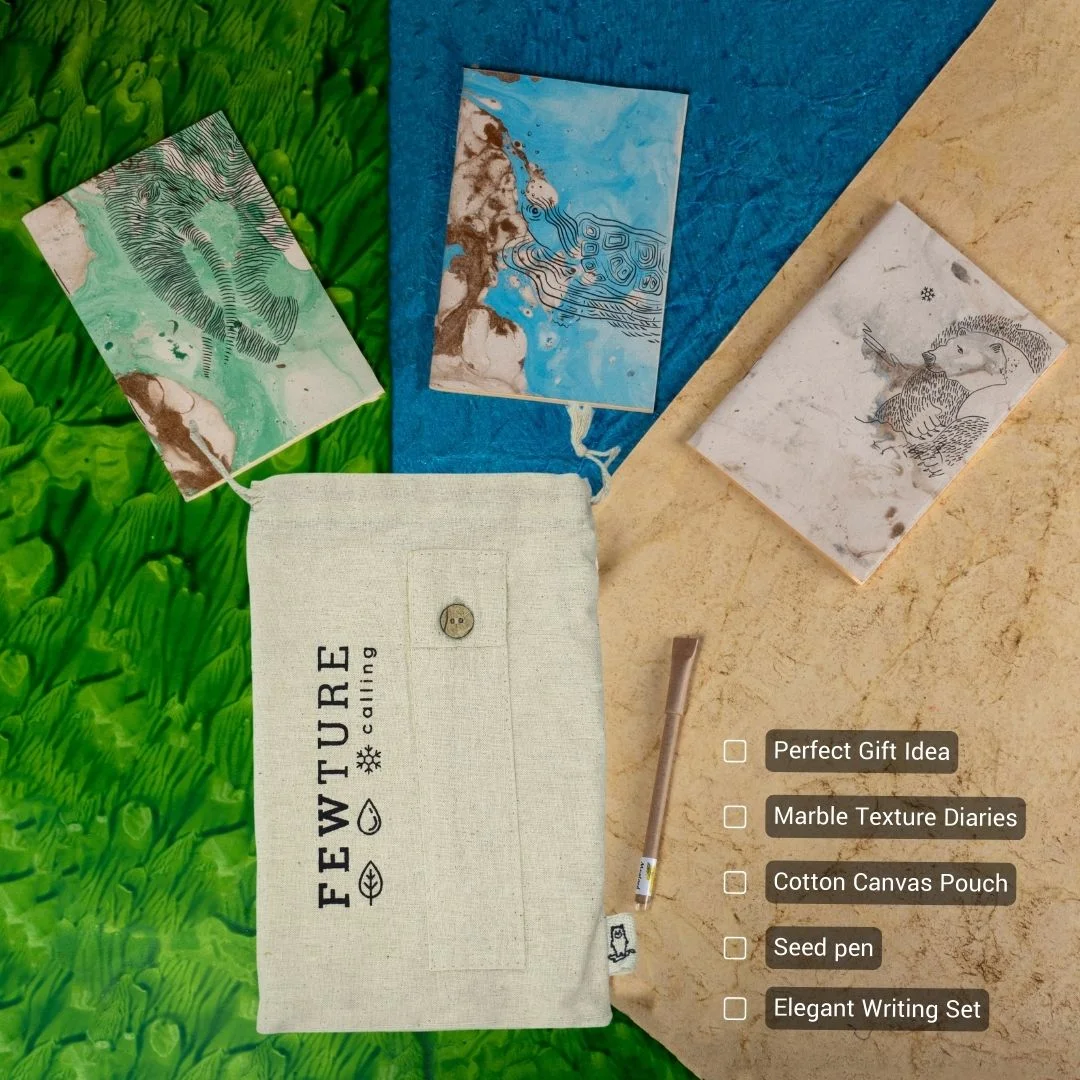 FEWTURE
calling
Perfect Gift Idea
Marble Texture Diaries
Cotton Canvas Pouch
Seed pen
Elegant Writing Set